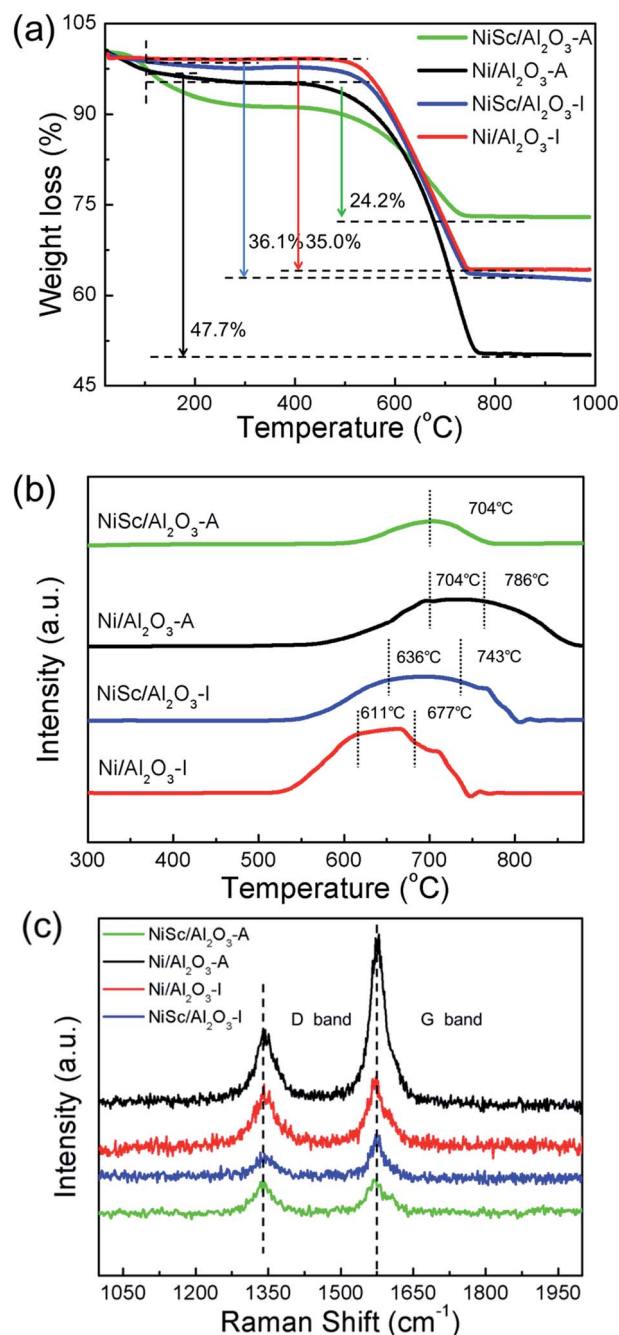 (a)
105
90
75
60
45
Weight loss (%)
NiSc/Al₂O₃-A
Ni/Al₂O₃-A
NiSc/Al₂O₃-I
Ni/Al₂O₃-I
24.2%
36.1%
35.0%
47.7%
200 400 600 800 1000
Temperature (°C)
(b)
Intensity (a.u.)
NiSc/Al₂O₃-A
704℃
Ni/Al₂O₃-A
704℃ 786℃
NiSc/Al₂O₃-I
636℃ 743℃
Ni/Al₂O₃-I
611℃ 677℃
300 400 500 600 700 800
Temperature (°C)
(c)
Intensity (a.u.)
NiSc/Al₂O₃-A
Ni/Al₂O₃-A
Ni/Al₂O₃-I
NiSc/Al₂O₃-I
D band
G band
1050 1200 1350 1500 1650 1800 1950
Raman Shift (cm⁻¹)